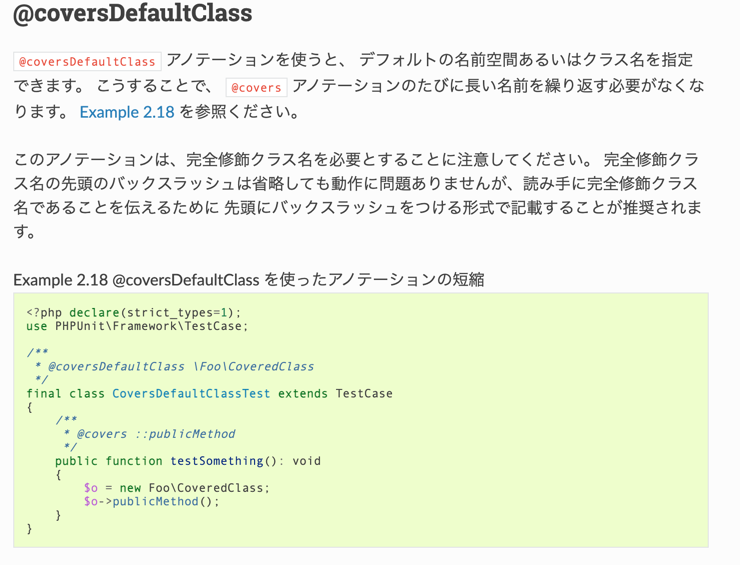 @coversDefaultClass
@coversDefaultClass アノテーションを使うと、 デフォルトの名前空間あるいはクラス名を指定
できます。 こうすることで、 @covers アノテーションのたびに長い名前を繰り返す必要がなくな
ります。 Example 2.18 を参照ください。
このアノテーションは、完全修飾クラス名を必要とすることに注意してください。 完全修飾クラ
ス名の先頭のバックスラッシュは省略しても動作に問題ありませんが、読み手に完全修飾クラス
名であることを伝えるために 先頭にバックスラッシュをつける形式で記載することが推奨されま
す。
Example 2.18 @coversDefaultClass を使ったアノテーションの短縮
<?php declare(strict_types=1);
use PHPUnit\Framework\TestCase;
/**
 * @coversDefaultClass \Foo\CoveredClass
 */
final class CoversDefaultClassTest extends TestCase
{
    /**
     * @covers ::publicMethod
     */
    public function testSomething(): void
    {
        $o = new Foo\CoveredClass;
        $o->publicMethod();
    }
}